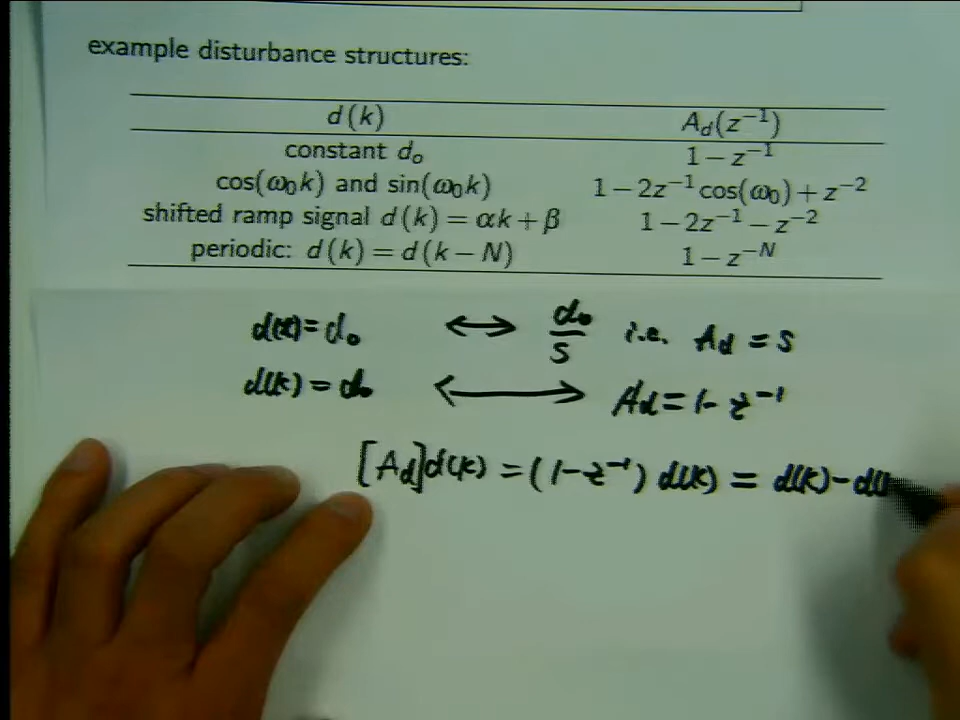 example disturbance structures:
d(k) A_d(z^{-1})
constant d_o 1−z^{-1}
cos(ω_0k) and sin(ω_0k) 1−2z^{-1}cos(ω_0)+z^{-2}
shifted ramp signal d(k)=αk+β 1−2z^{-1}−z^{-2}
periodic: d(k)=d(k−N) 1−z^{-N}
d(t)=d_o ↔ d_o/s i.e. A_d = s
d(k)=d_o ↔ A_d=1-z^{-1}
[A_d]d(k) =(1-z^{-1}) d(k) = d(k)-d(